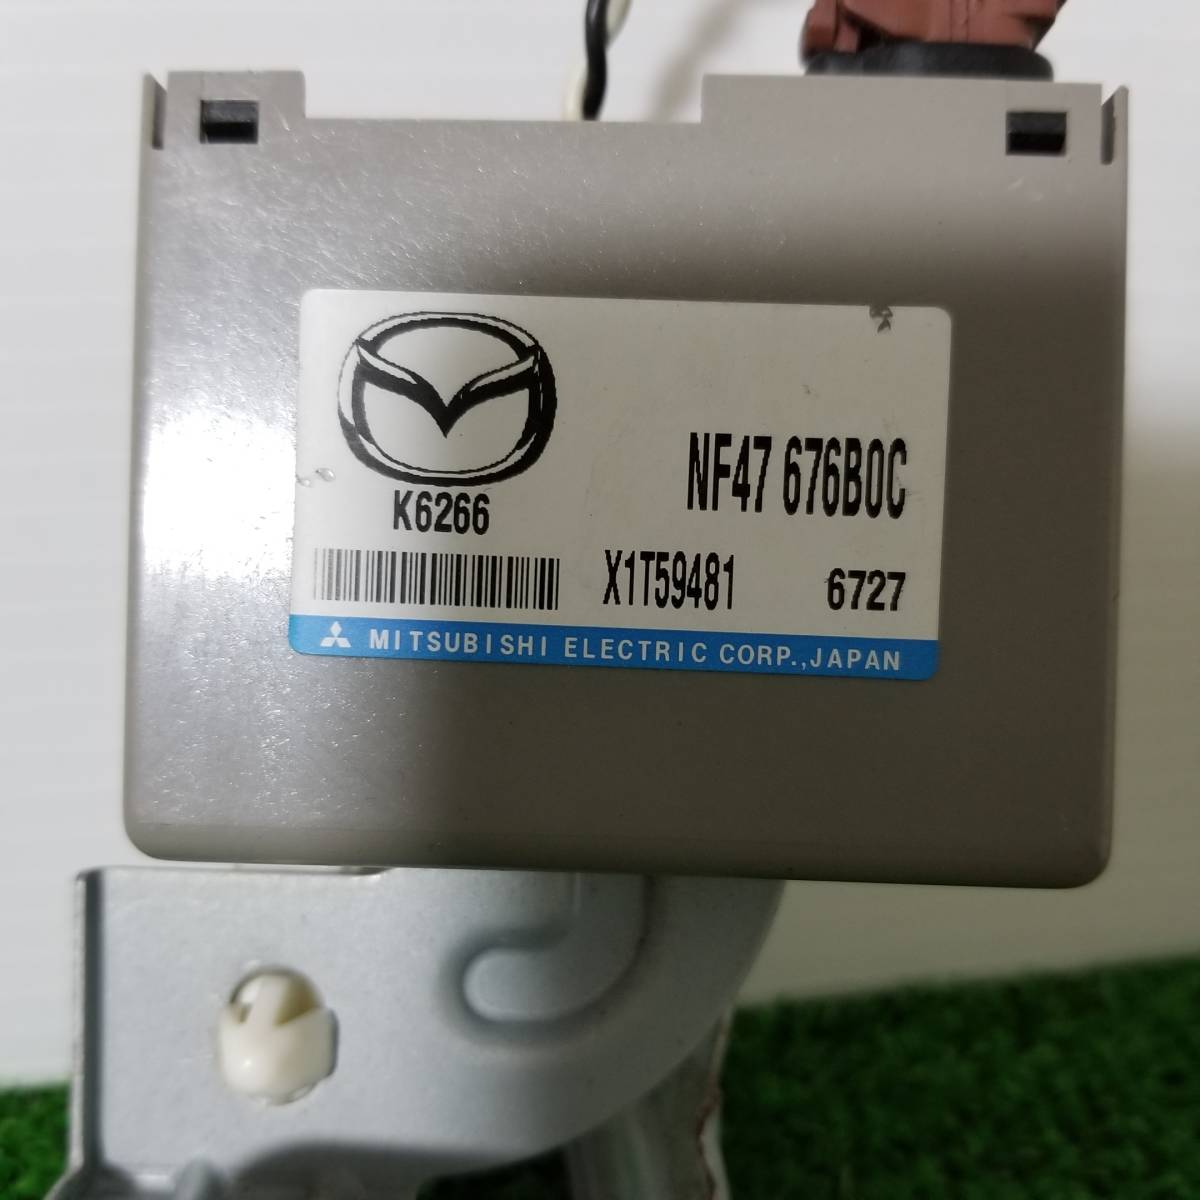 NF47 676B0C
K6266
X1T59481 6727
MITSUBISHI ELECTRIC CORP.,JAPAN